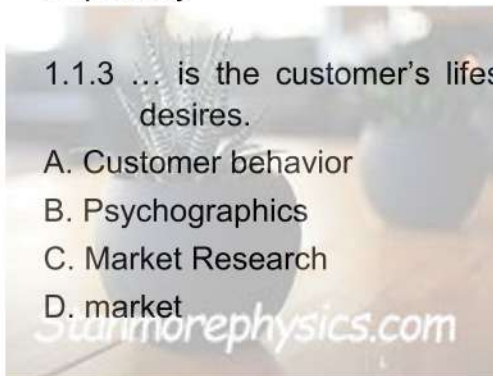 1.1.3 ... is the customer's
desires.
A. Customer behavior
B. Psychographics
C. Market Research
D. market
Stanmorephysics.com